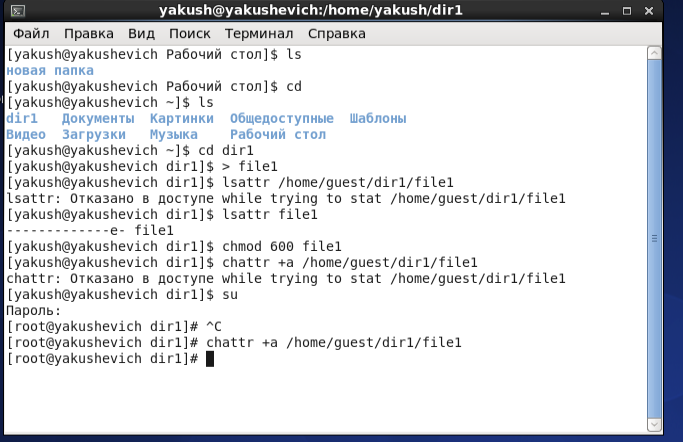 yakush@yakushevich:/home/yakush/dir1
Файл Правка Вид Поиск Терминал Справка
[yakush@yakushevich Рабочий стол]$ ls
новая папка
[yakush@yakushevich Рабочий стол]$ cd
[yakush@yakushevich ~]$ ls
dir1 Документы Картинки Общедоступные Шаблоны
Видео Загрузки Музыка Рабочий стол
[yakush@yakushevich ~]$ cd dir1
[yakush@yakushevich dir1]$ > file1
[yakush@yakushevich dir1]$ lsattr /home/guest/dir1/file1
lsattr: Отказано в доступе while trying to stat /home/guest/dir1/file1
[yakush@yakushevich dir1]$ lsattr file1
-------------e- file1
[yakush@yakushevich dir1]$ chmod 600 file1
[yakush@yakushevich dir1]$ chattr +a /home/guest/dir1/file1
chattr: Отказано в доступе while trying to stat /home/guest/dir1/file1
[yakush@yakushevich dir1]$ su
Пароль:
[root@yakushevich dir1]# ^C
[root@yakushevich dir1]# chattr +a /home/guest/dir1/file1
[root@yakushevich dir1]#